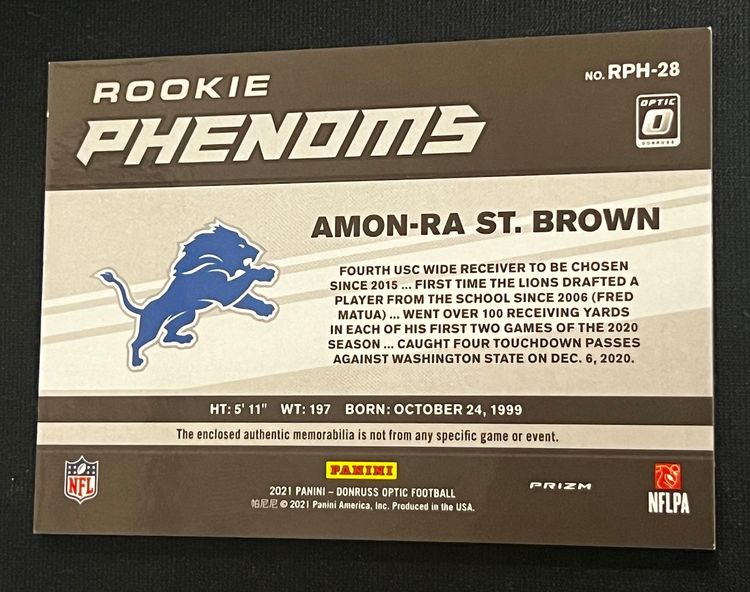 ROOKIE
PHENOMS
NO. RPH-28
OPTIC
DONRUSS
AMON-RA ST. BROWN
FOURTH USC WIDE RECEIVER TO BE CHOSEN
SINCE 2015 ... FIRST TIME THE LIONS DRAFTED A
PLAYER FROM THE SCHOOL SINCE 2006 (FRED
MATUA) ... WENT OVER 100 RECEIVING YARDS
IN EACH OF HIS FIRST TWO GAMES OF THE 2020
SEASON ... CAUGHT FOUR TOUCHDOWN PASSES
AGAINST WASHINGTON STATE ON DEC. 6, 2020.
HT: 5' 11" WT: 197 BORN: OCTOBER 24, 1999
The enclosed authentic memorabilia is not from any specific game or event.
NFL
PANINI
2021 PANINI – DONRUSS OPTIC FOOTBALL
帕尼尼 © 2021 Panini America, Inc. Produced in the USA.
PRIZM
NFLPA